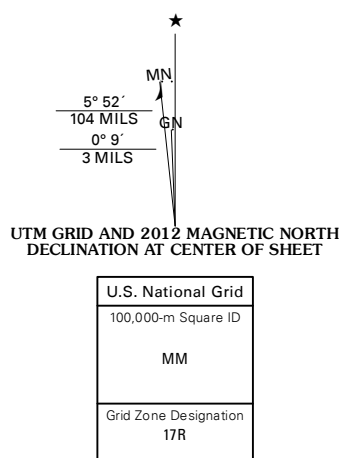 ★
M.N.
5° 52´
104 MILS
GN
0° 9´
3 MILS
UTM GRID AND 2012 MAGNETIC NORTH
DECLINATION AT CENTER OF SHEET
U.S. National Grid
100,000-m Square ID
MM
Grid Zone Designation
17R